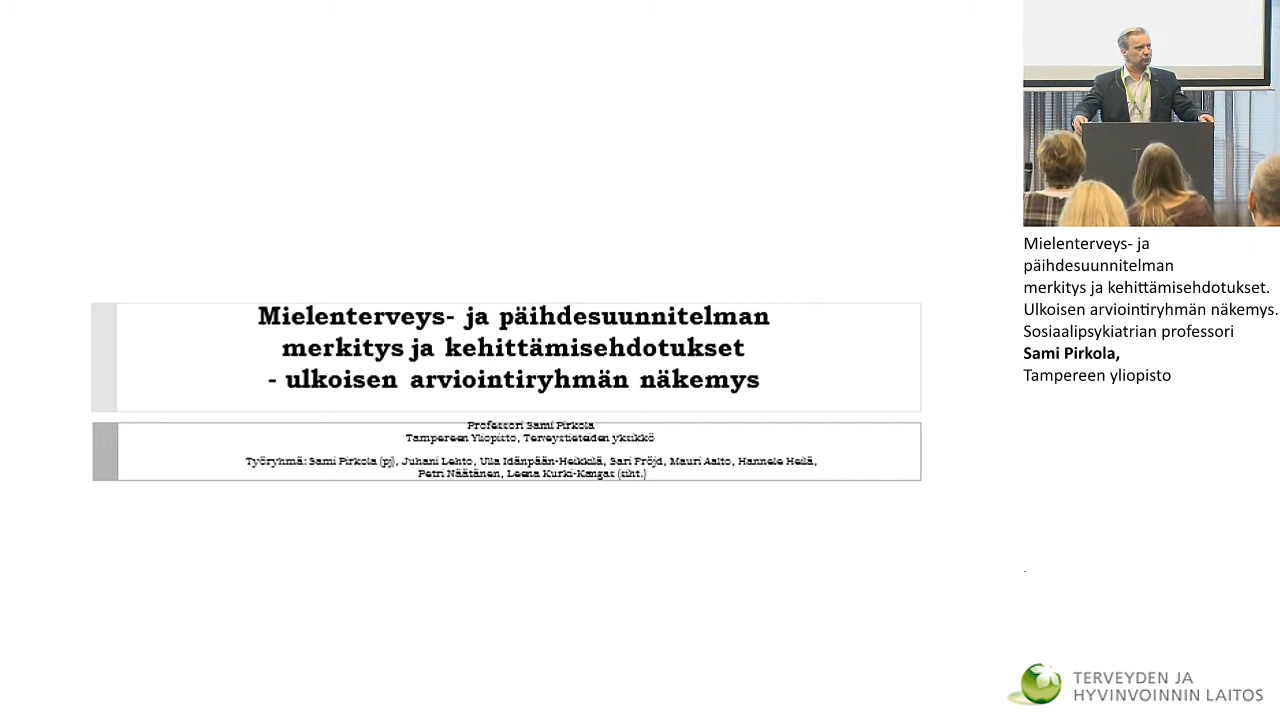 Mielenterveys- ja päihdesuunnitelman
merkitys ja kehittämisehdotukset
- ulkoisen arviointiryhmän näkemys
Professori Sami Pirkola
Tampereen Yliopisto, Terveystieteiden yksikkö
Työryhmä: Sami Pirkola (pj), Juhani Lehto, Ulla Idänpään-Heikkilä, Sari Fröjd, Mauri Aalto, Hannele Heilä,
Petri Näätänen, Leena Kurki-Kangas (siht.)
Mielenterveys- ja
päihdesuunnitelman
merkitys ja kehittämisehdotukset.
Ulkoisen arviointiryhmän näkemys.
Sosiaalipsykiatrian professori
Sami Pirkola,
Tampereen yliopisto
.
TERVEYDEN JA
HYVINVOINNIN LAITOS